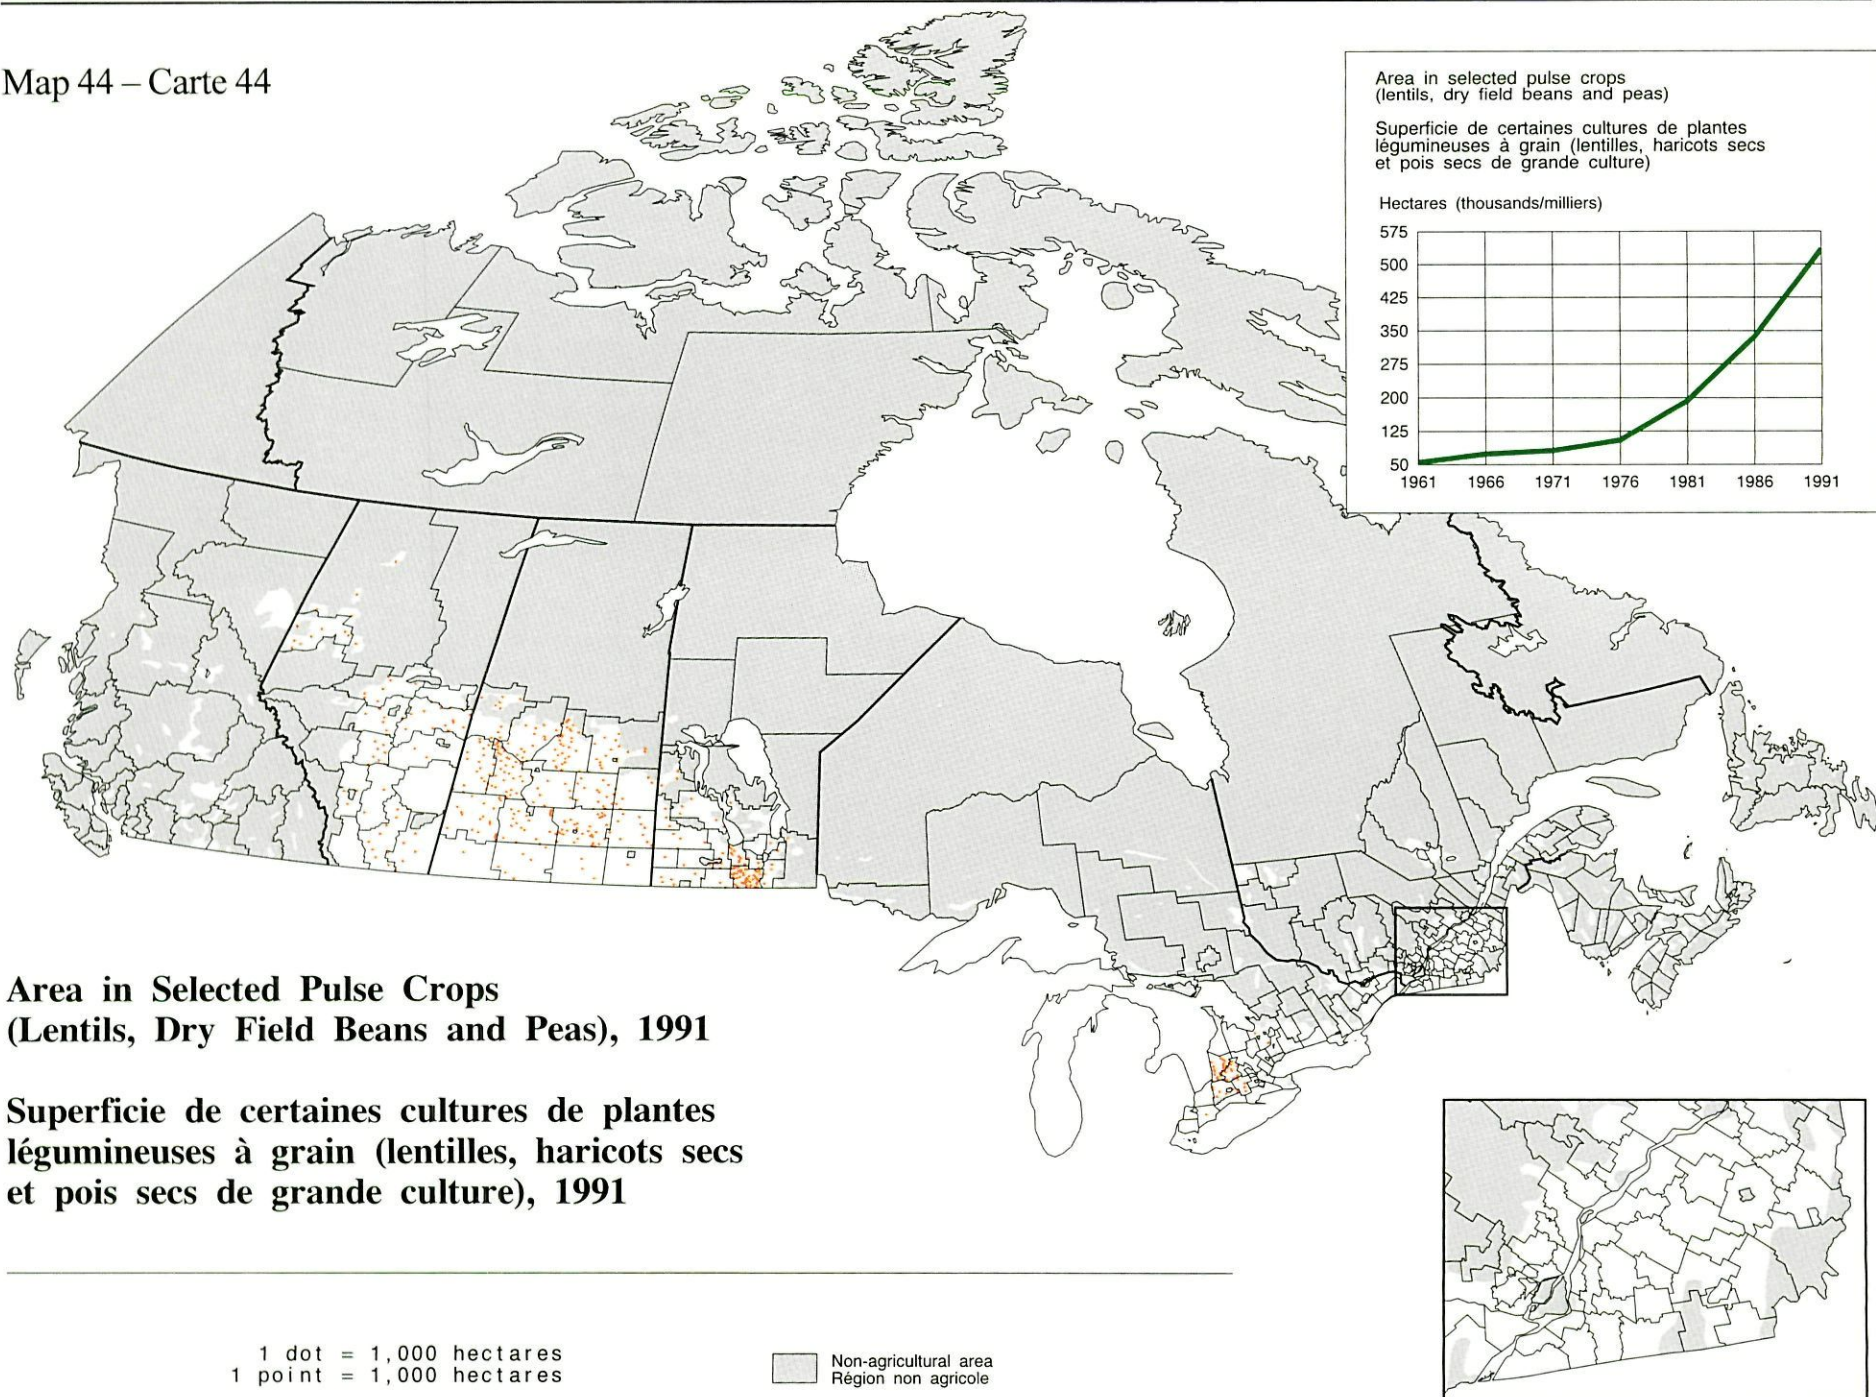 Map 44 – Carte 44
Area in selected pulse crops
(lentils, dry field beans and peas)
Superficie de certaines cultures de plantes
légumineuses à grain (lentilles, haricots secs
et pois secs de grande culture)
Hectares (thousands/milliers)
575
500
425
350
275
200
125
50
1961 1966 1971 1976 1981 1986 1991
Area in Selected Pulse Crops
(Lentils, Dry Field Beans and Peas), 1991
Superficie de certaines cultures de plantes
légumineuses à grain (lentilles, haricots secs
et pois secs de grande culture), 1991
1 dot = 1,000 hectares
1 point = 1,000 hectares
Non-agricultural area
Région non agricole